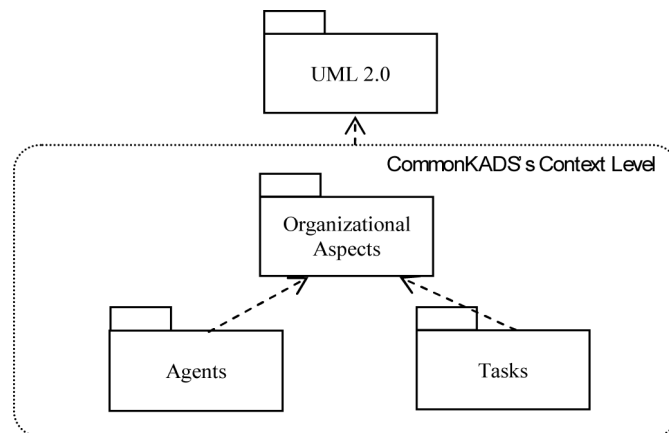 UML 2.0
CommonKADS's Context Level
Organizational
Aspects
Agents
Tasks